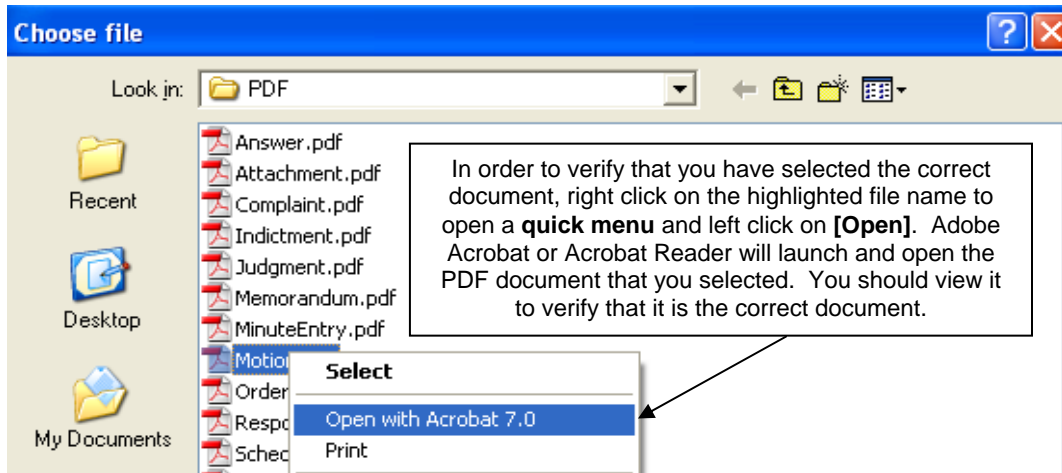 Choose file
Look in: PDF
Recent
Desktop
My Documents
Answer.pdf
Attachment.pdf
Complaint.pdf
Indictment.pdf
Judgment.pdf
Memorandum.pdf
MinuteEntry.pdf
Motio
Order
Respo
Sched
Select
Open with Acrobat 7.0
Print
In order to verify that you have selected the correct
document, right click on the highlighted file name to
open a quick menu and left click on [Open]. Adobe
Acrobat or Acrobat Reader will launch and open the
PDF document that you selected. You should view it
to verify that it is the correct document.